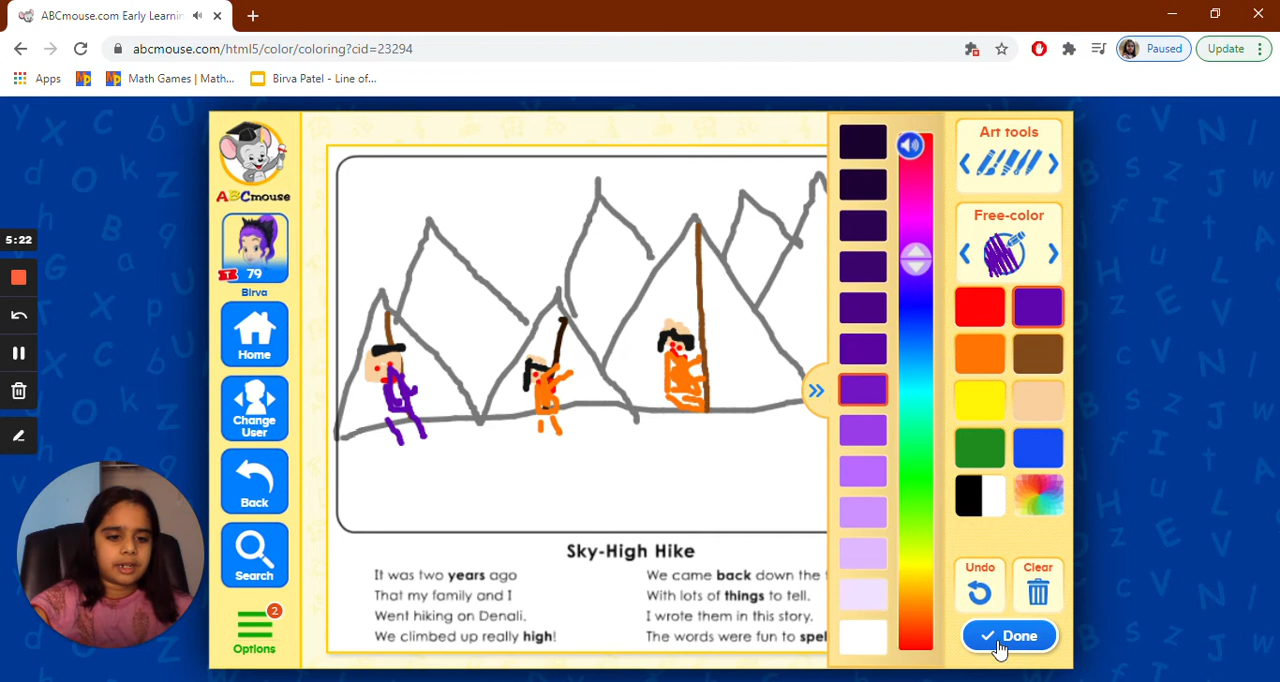 ABCmouse.com Early Learnin
abcmouse.com/html5/color/coloring?cid=23294
Paused
Update
Apps
Math Games | Math...
Birva Patel - Line of...
ABCmouse
5:22
1
79
Birva
Home
Change
User
Back
Search
2
Options
Sky-High Hike
It was two years ago
That my family and I
Went hiking on Denali.
We climbed up really high!
We came back down the
With lots of things to tell.
I wrote them in this story.
The words were fun to spel
Art tools
Free-color
Undo
Clear
Done